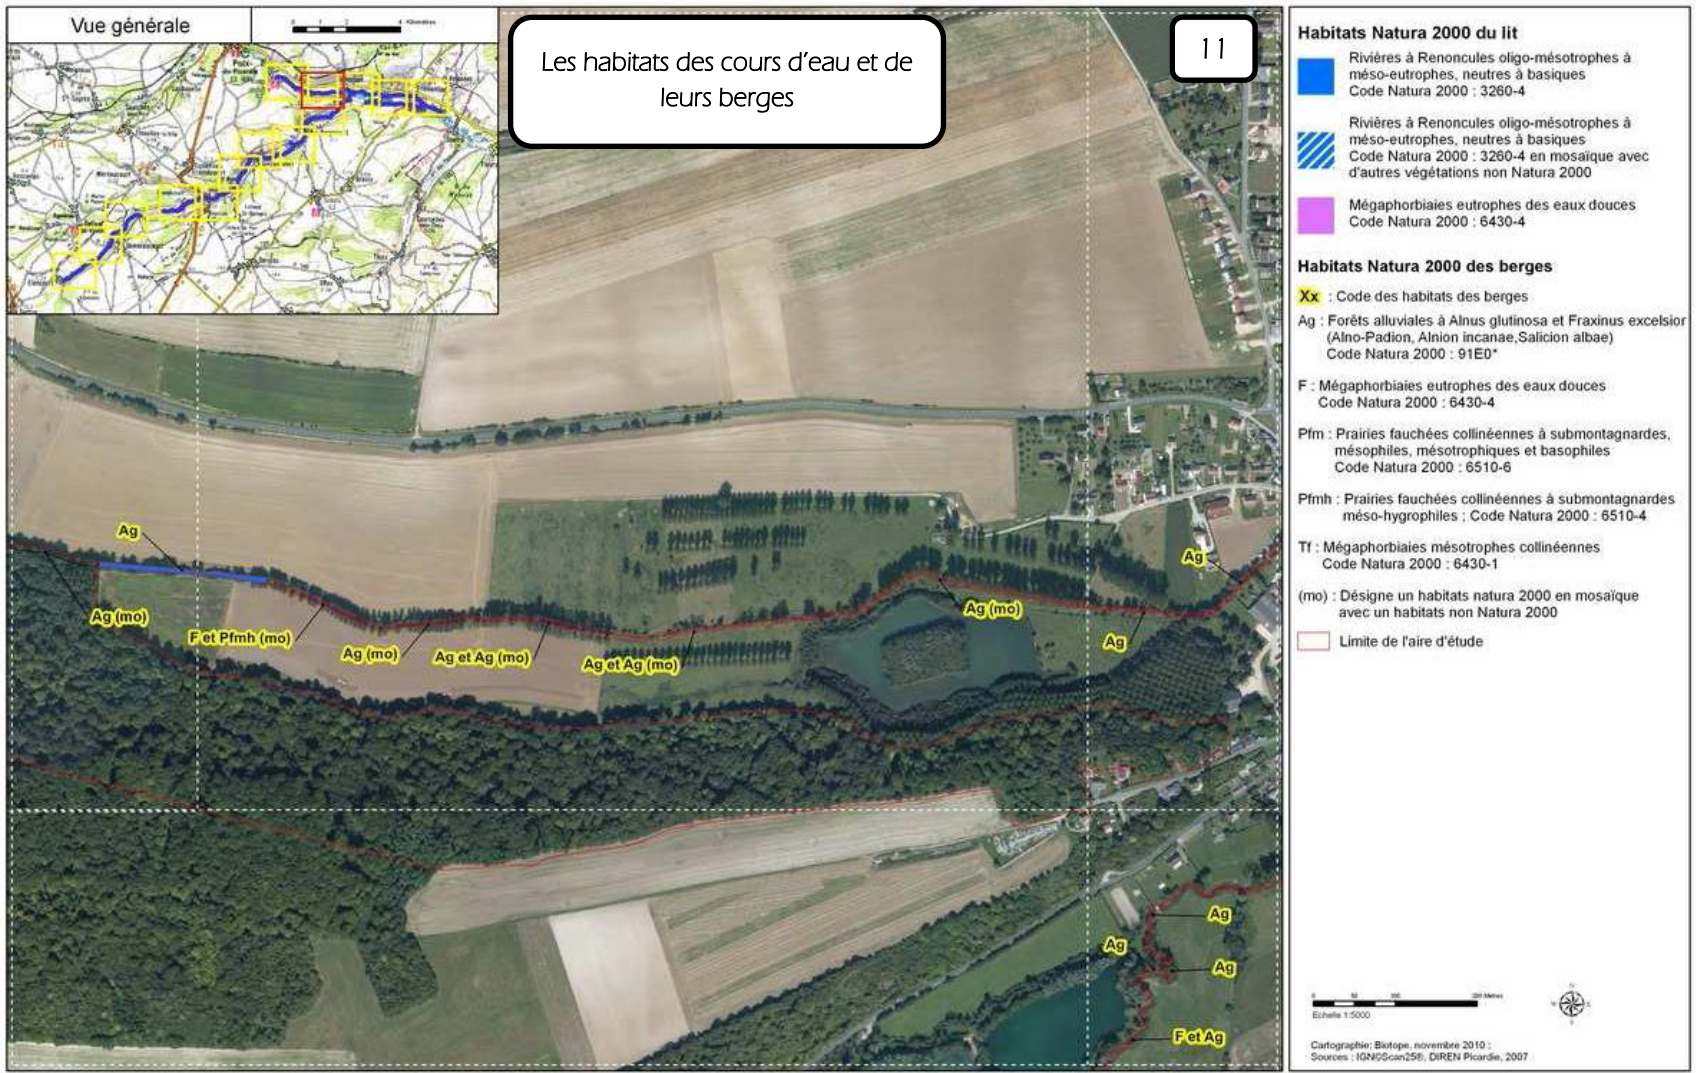 Vue générale
0 1 2 4 Kilomètres
Les habitats des cours d'eau et de
leurs berges
11
Ag
Ag (mo)
F et Pfmh (mo)
Ag (mo)
Ag et Ag (mo)
Ag et Ag (mo)
Ag (mo)
Ag
Ag
Ag
Ag
Ag
F et Ag
Habitats Natura 2000 du lit
Rivières à Renoncules oligo-mésotrophes à
méso-eutrophes, neutres à basiques
Code Natura 2000 : 3260-4
Rivières à Renoncules oligo-mésotrophes à
méso-eutrophes, neutres à basiques
Code Natura 2000 : 3260-4 en mosaïque avec
d'autres végétations non Natura 2000
Mégaphorbiaies eutrophes des eaux douces
Code Natura 2000 : 6430-4
Habitats Natura 2000 des berges
Xx : Code des habitats des berges
Ag : Forêts alluviales à Alnus glutinosa et Fraxinus excelsior
(Alno-Padion, Alnion incanae,Salicion albae)
Code Natura 2000 : 91E0*
F : Mégaphorbiaies eutrophes des eaux douces
Code Natura 2000 : 6430-4
Pfm : Prairies fauchées collinéennes à submontagnardes,
mésophiles, mésotrophiques et basophiles
Code Natura 2000 : 6510-6
Pfmh : Prairies fauchées collinéennes à submontagnardes
méso-hygrophiles ; Code Natura 2000 : 6510-4
Tf : Mégaphorbiaies mésotrophes collinéennes
Code Natura 2000 : 6430-1
(mo) : Désigne un habitats natura 2000 en mosaïque
avec un habitats non Natura 2000
Limite de l'aire d'étude
0 50 100 200 Mètres
Echelle 1:5000
Cartographie: Biotope, novembre 2010 ;
Sources : IGN©Scan25®, DIREN Picardie, 2007